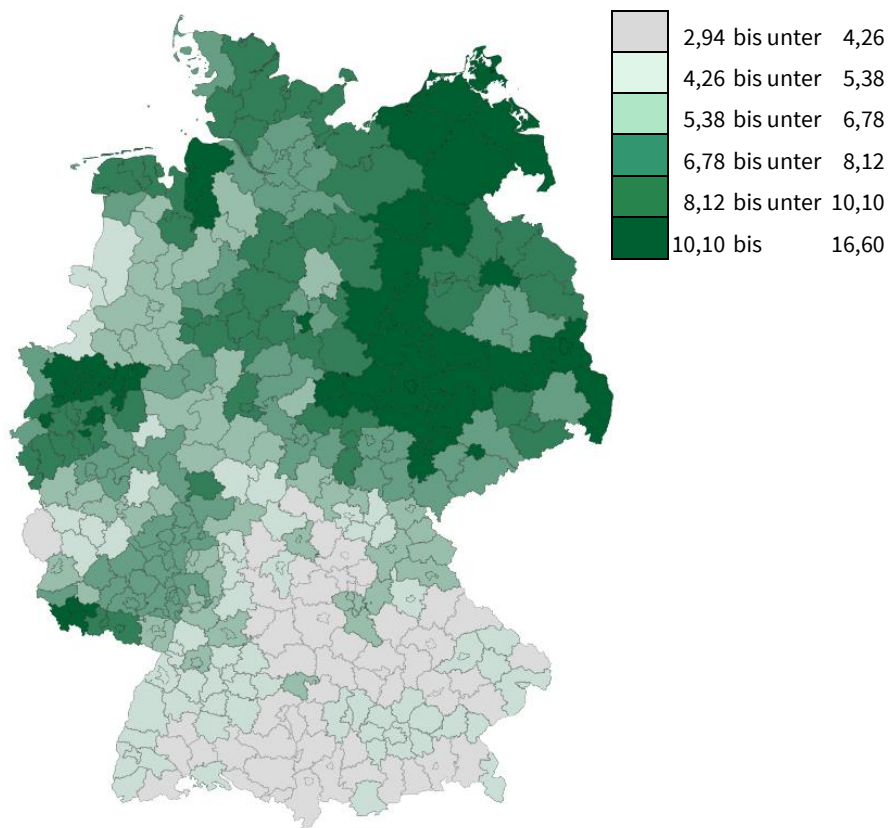 2,94 bis unter 4,26
4,26 bis unter 5,38
5,38 bis unter 6,78
6,78 bis unter 8,12
8,12 bis unter 10,10
10,10 bis 16,60